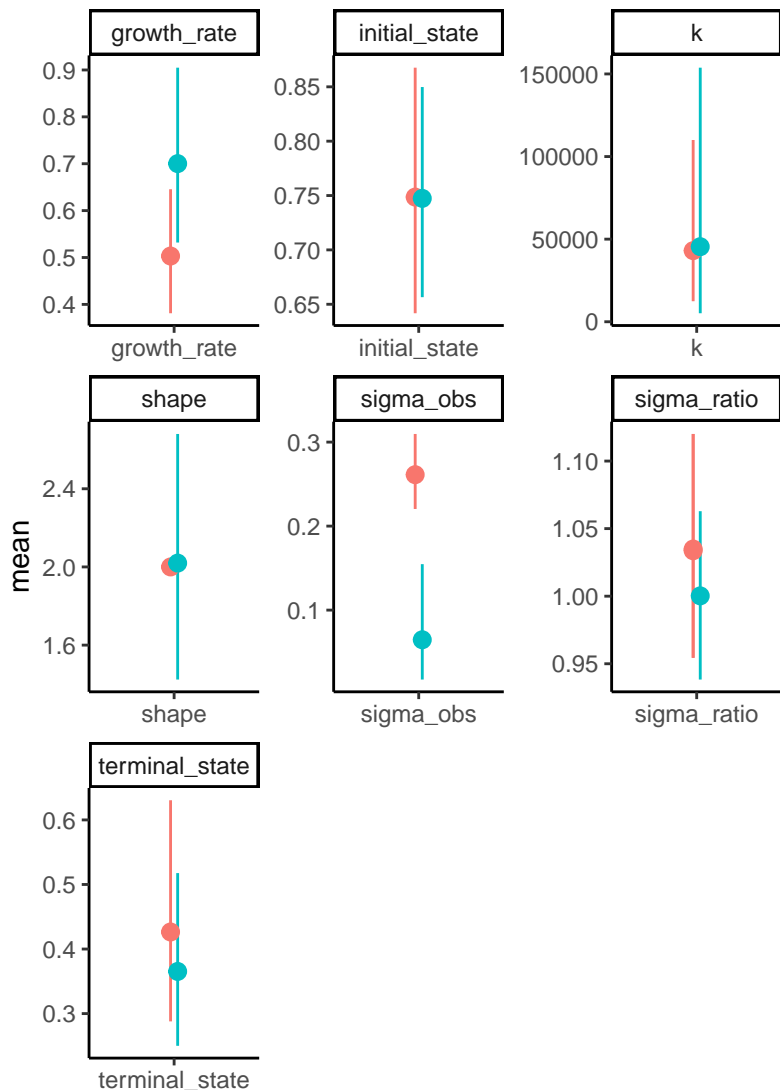 growth_rate
initial_state
k
0.9
0.8
0.7
0.6
0.5
0.4
0.85
0.80
0.75
0.70
0.65
150000
100000
50000
0
growth_rate
initial_state
k
shape
sigma_obs
sigma_ratio
2.4
2.0
1.6
0.3
0.2
0.1
1.10
1.05
1.00
0.95
mean
shape
sigma_obs
sigma_ratio
terminal_state
0.6
0.5
0.4
0.3
terminal_state